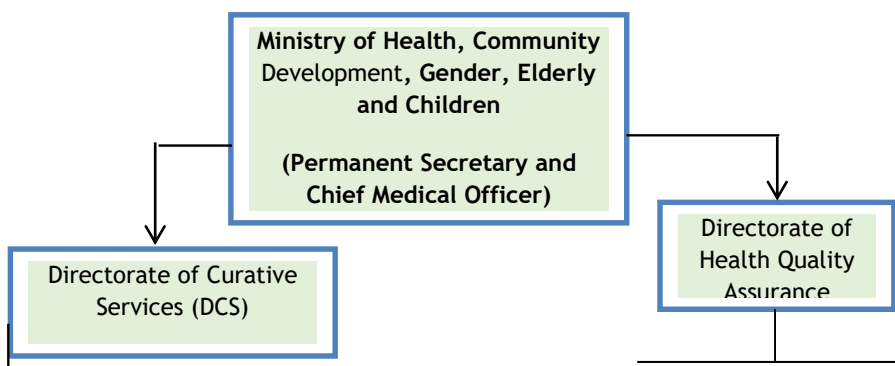 Ministry of Health, Community
Development, Gender, Elderly
and Children
(Permanent Secretary and
Chief Medical Officer)
Directorate of Curative
Services (DCS)
Directorate of
Health Quality
Assurance